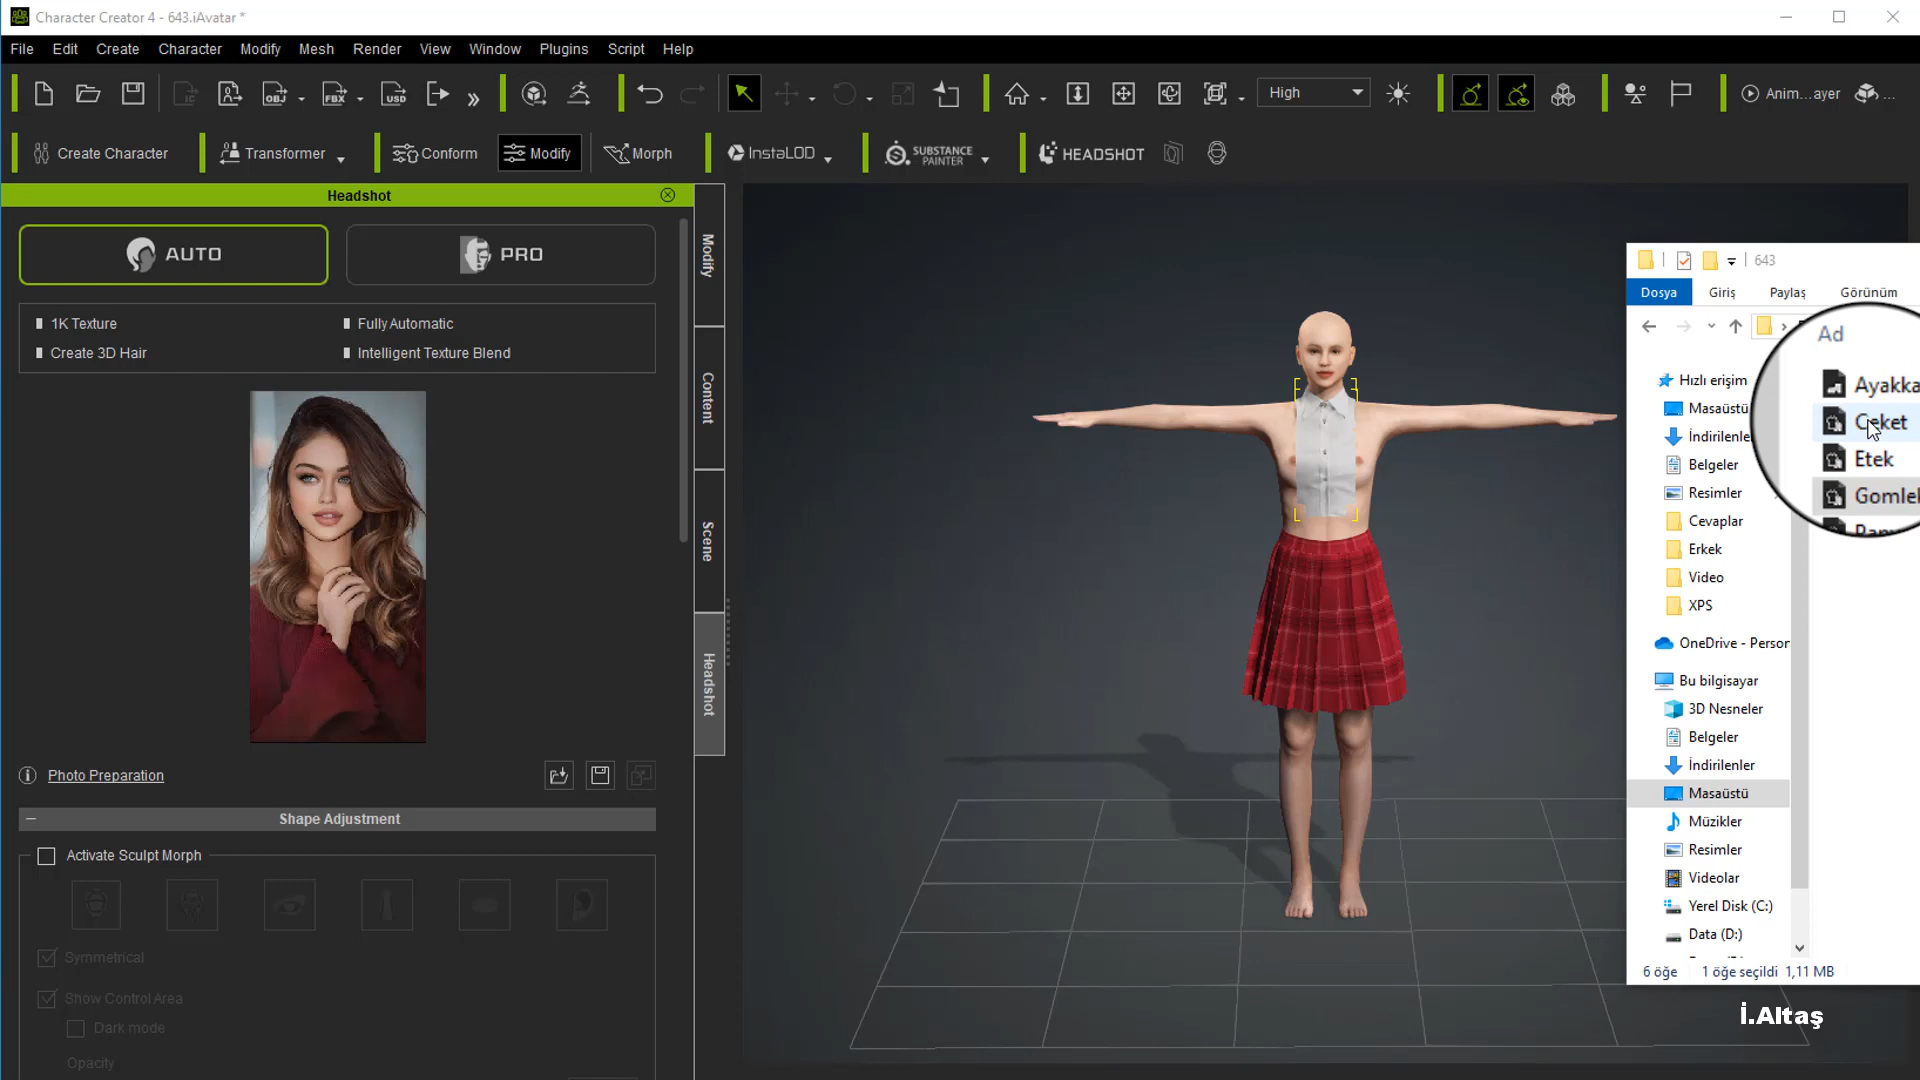 Character Creator 4 - 643.iAvatar *
File Edit Create Character Modify Mesh Render View Window Plugins Script Help
OBJ FBX USD High Anim...ayer ...
Create Character Transformer Conform Modify Morph InstaLOD SUBSTANCE PAINTER HEADSHOT
Headshot
AUTO PRO
1K Texture Fully Automatic
Create 3D Hair Intelligent Texture Blend
Photo Preparation
Shape Adjustment
Activate Sculpt Morph
Symmetrical
Show Control Area
Dark mode
Opacity
Modify
Content
Scene
Headshot
643
Dosya Giriş Paylaş Görünüm
Ad
Ayakka
Ceket
Etek
Gomlek
Hızlı erişim
Masaüstü
İndirilenle
Belgeler
Resimler
Cevaplar
Erkek
Video
XPS
OneDrive - Person
Bu bilgisayar
3D Nesneler
Belgeler
İndirilenler
Masaüstü
Müzikler
Resimler
Videolar
Yerel Disk (C:)
Data (D:)
6 öğe 1 öğe seçildi 1,11 MB
İ.Altaş